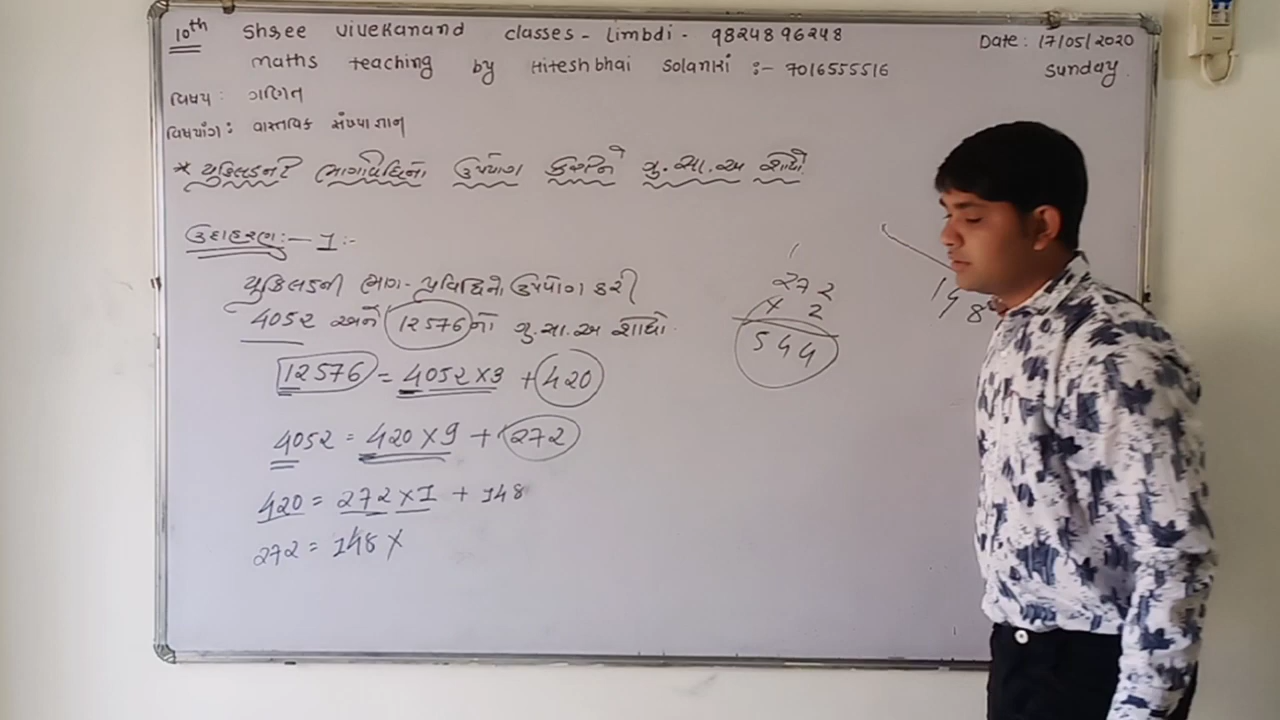 10th Shree Vivekanand classes - Limbdi - 9824896248
Date : 17/05/2020
maths teaching by Hiteshbhai Solanki :- 7016555516
Sunday
વિષય : ગણિત
વિષયાંગ : વાસ્તવિક સંખ્યા જ્ઞાન
* યુક્લિડની ભાગવિધિનો ઉપયોગ કરીને ગુ.સા.અ શોધો
ઉદાહરણ :- 1 :-
યુક્લિડની ભાગ-પ્રવિધિનો ઉપયોગ કરી
4052 અને 12576નો ગુ.સા.અ શોધો.
12576 = 4052 x 3 + 420
4052 = 420 x 9 + 272
420 = 272 x 1 + 148
272 = 148 x
1
272
x 2
544
148